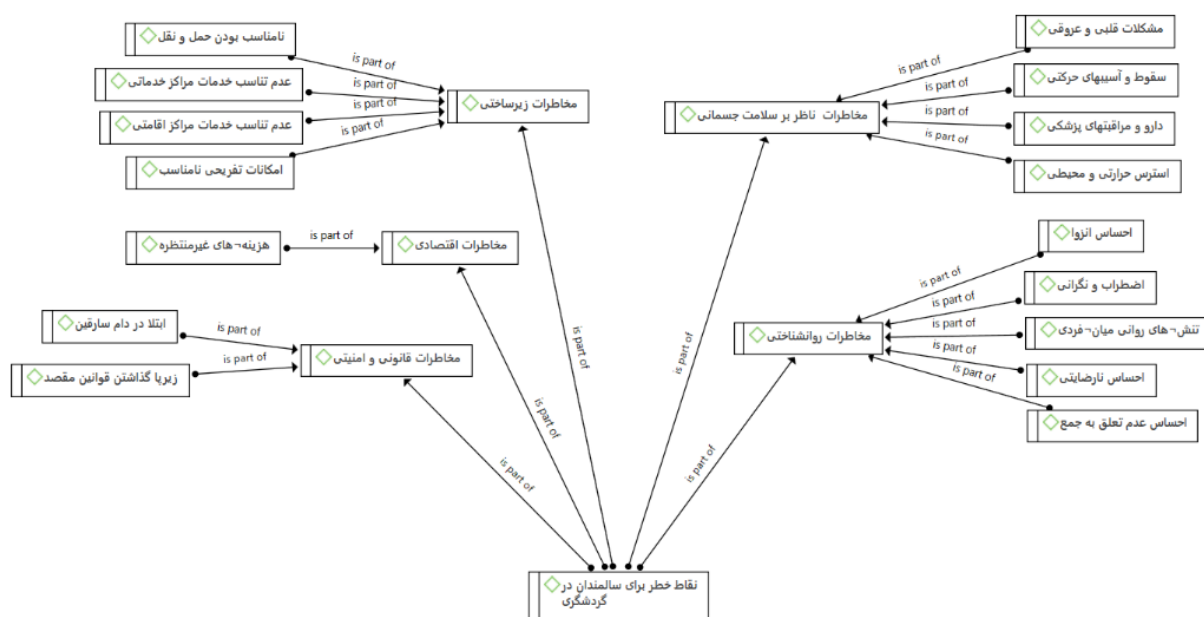 نامناسب بودن حمل و نقل
عدم تناسب خدمات مراکز خدماتی
عدم تناسب خدمات مراکز اقامتی
امکانات تفریحی نامناسب
is part of
is part of
is part of
is part of
مخاطرات زیرساختی
مشکلات قلبی و عروقی
سقوط و آسیبهای حرکتی
دارو و مراقبتهای پزشکی
استرس حرارتی و محیطی
is part of
is part of
is part of
is part of
مخاطرات ناظر بر سلامت جسمانی
هزینه¬های غیرمنتظره
is part of
مخاطرات اقتصادی
احساس انزوا
اضطراب و نگرانی
تنش¬های روانی میان¬فردی
احساس نارضایتی
احساس عدم تعلق به جمع
is part of
is part of
is part of
is part of
is part of
مخاطرات روانشناختی
ابتلا در دام سارقین
زیرپا گذاشتن قوانین مقصد
is part of
is part of
مخاطرات قانونی و امنیتی
is part of
is part of
is part of
is part of
is part of
نقاط خطر برای سالمندان در
گردشگری